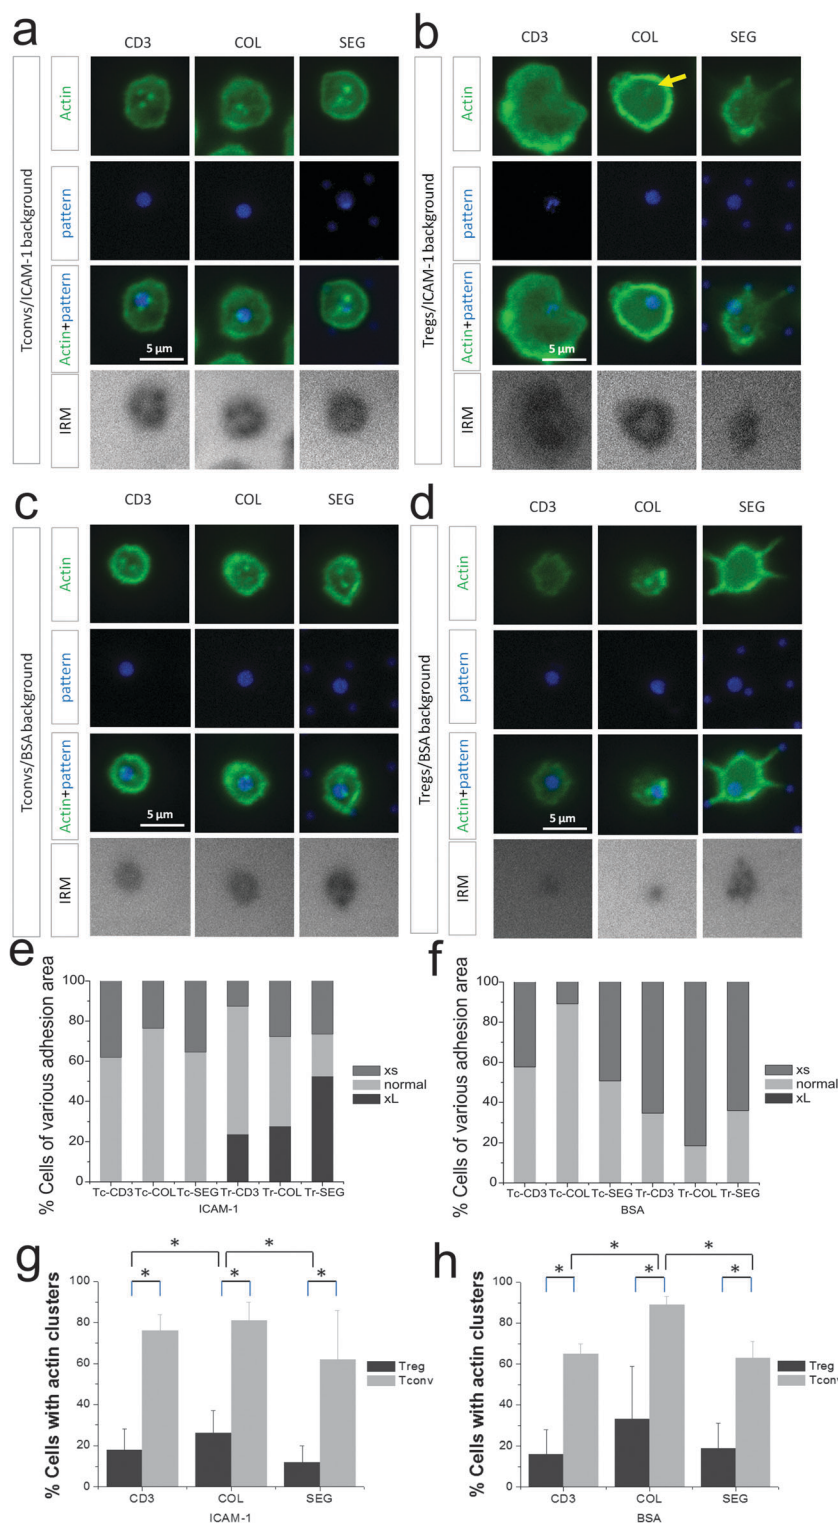 a
CD3 COL SEG
Tconvs/ICAM-1 background
Actin
pattern
Actin+pattern
5 µm
IRM
b
CD3 COL SEG
Tregs/ICAM-1 background
Actin
pattern
Actin+pattern
5 µm
IRM
c
CD3 COL SEG
Tconvs/BSA background
Actin
pattern
Actin+pattern
5 µm
IRM
d
CD3 COL SEG
Tregs/BSA background
Actin
pattern
Actin+pattern
5 µm
IRM
e
% Cells of various adhesion area
100
80
60
40
20
0
xs
normal
xL
Tc-CD3 Tc-COL Tc-SEG Tr-CD3 Tr-COL Tr-SEG
ICAM-1
f
% Cells of various adhesion area
100
80
60
40
20
0
xs
normal
xL
Tc-CD3 Tc-COL Tc-SEG Tr-CD3 Tr-COL Tr-SEG
BSA
g
% Cells with actin clusters
100
80
60
40
20
0
* *
* * *
Treg
Tconv
CD3 COL SEG
ICAM-1
h
% Cells with actin clusters
100
80
60
40
20
0
* *
* * *
Treg
Tconv
CD3 COL SEG
BSA